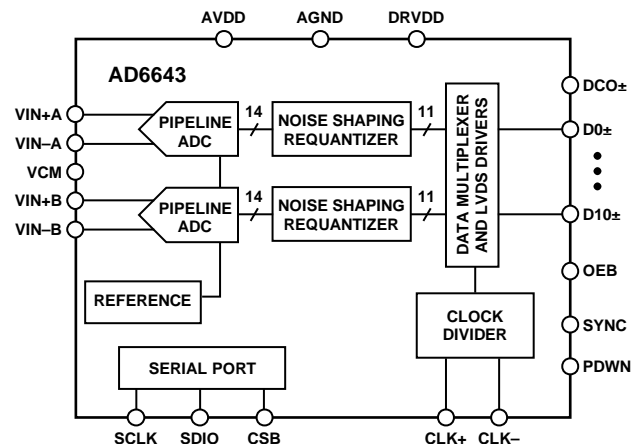 AVDD
AGND
DRVDD
AD6643
VIN+A
VIN–A
VCM
VIN+B
VIN–B
PIPELINE
ADC
14
NOISE SHAPING
REQUANTIZER
11
PIPELINE
ADC
14
NOISE SHAPING
REQUANTIZER
11
DATA MULTIPLEXER
AND LVDS DRIVERS
DCO±
D0±
D10±
OEB
SYNC
PDWN
REFERENCE
CLOCK
DIVIDER
SERIAL PORT
SCLK
SDIO
CSB
CLK+
CLK–